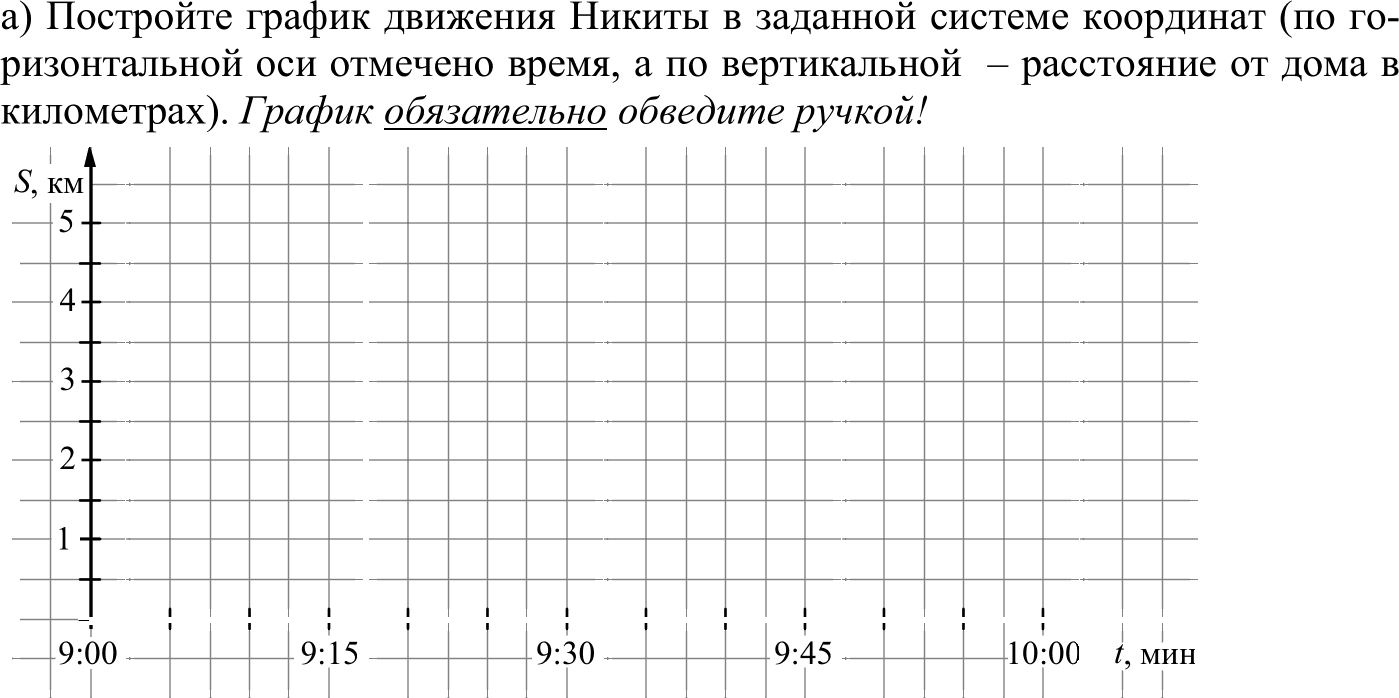 а) Постройте график движения Никиты в заданной системе координат (по го-
ризонтальной оси отмечено время, а по вертикальной – расстояние от дома в
километрах). График обязательно обведите ручкой!
S, км
5
4
3
2
1
9:00 9:15 9:30 9:45 10:00 t, мин